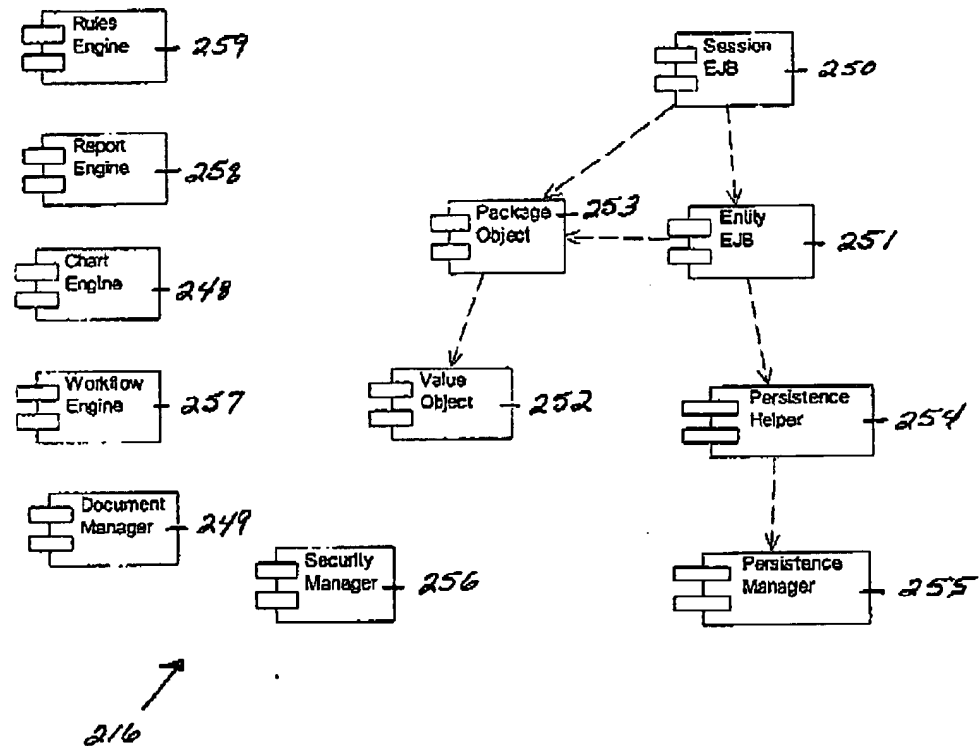 Rules
Engine
259
Session
EJB
250
Report
Engine
258
Package
Object
253
Entity
EJB
251
Chart
Engine
248
Workflow
Engine
257
Value
Object
252
Persistence
Helper
254
Document
Manager
249
Security
Manager
256
Persistance
Manager
255
216